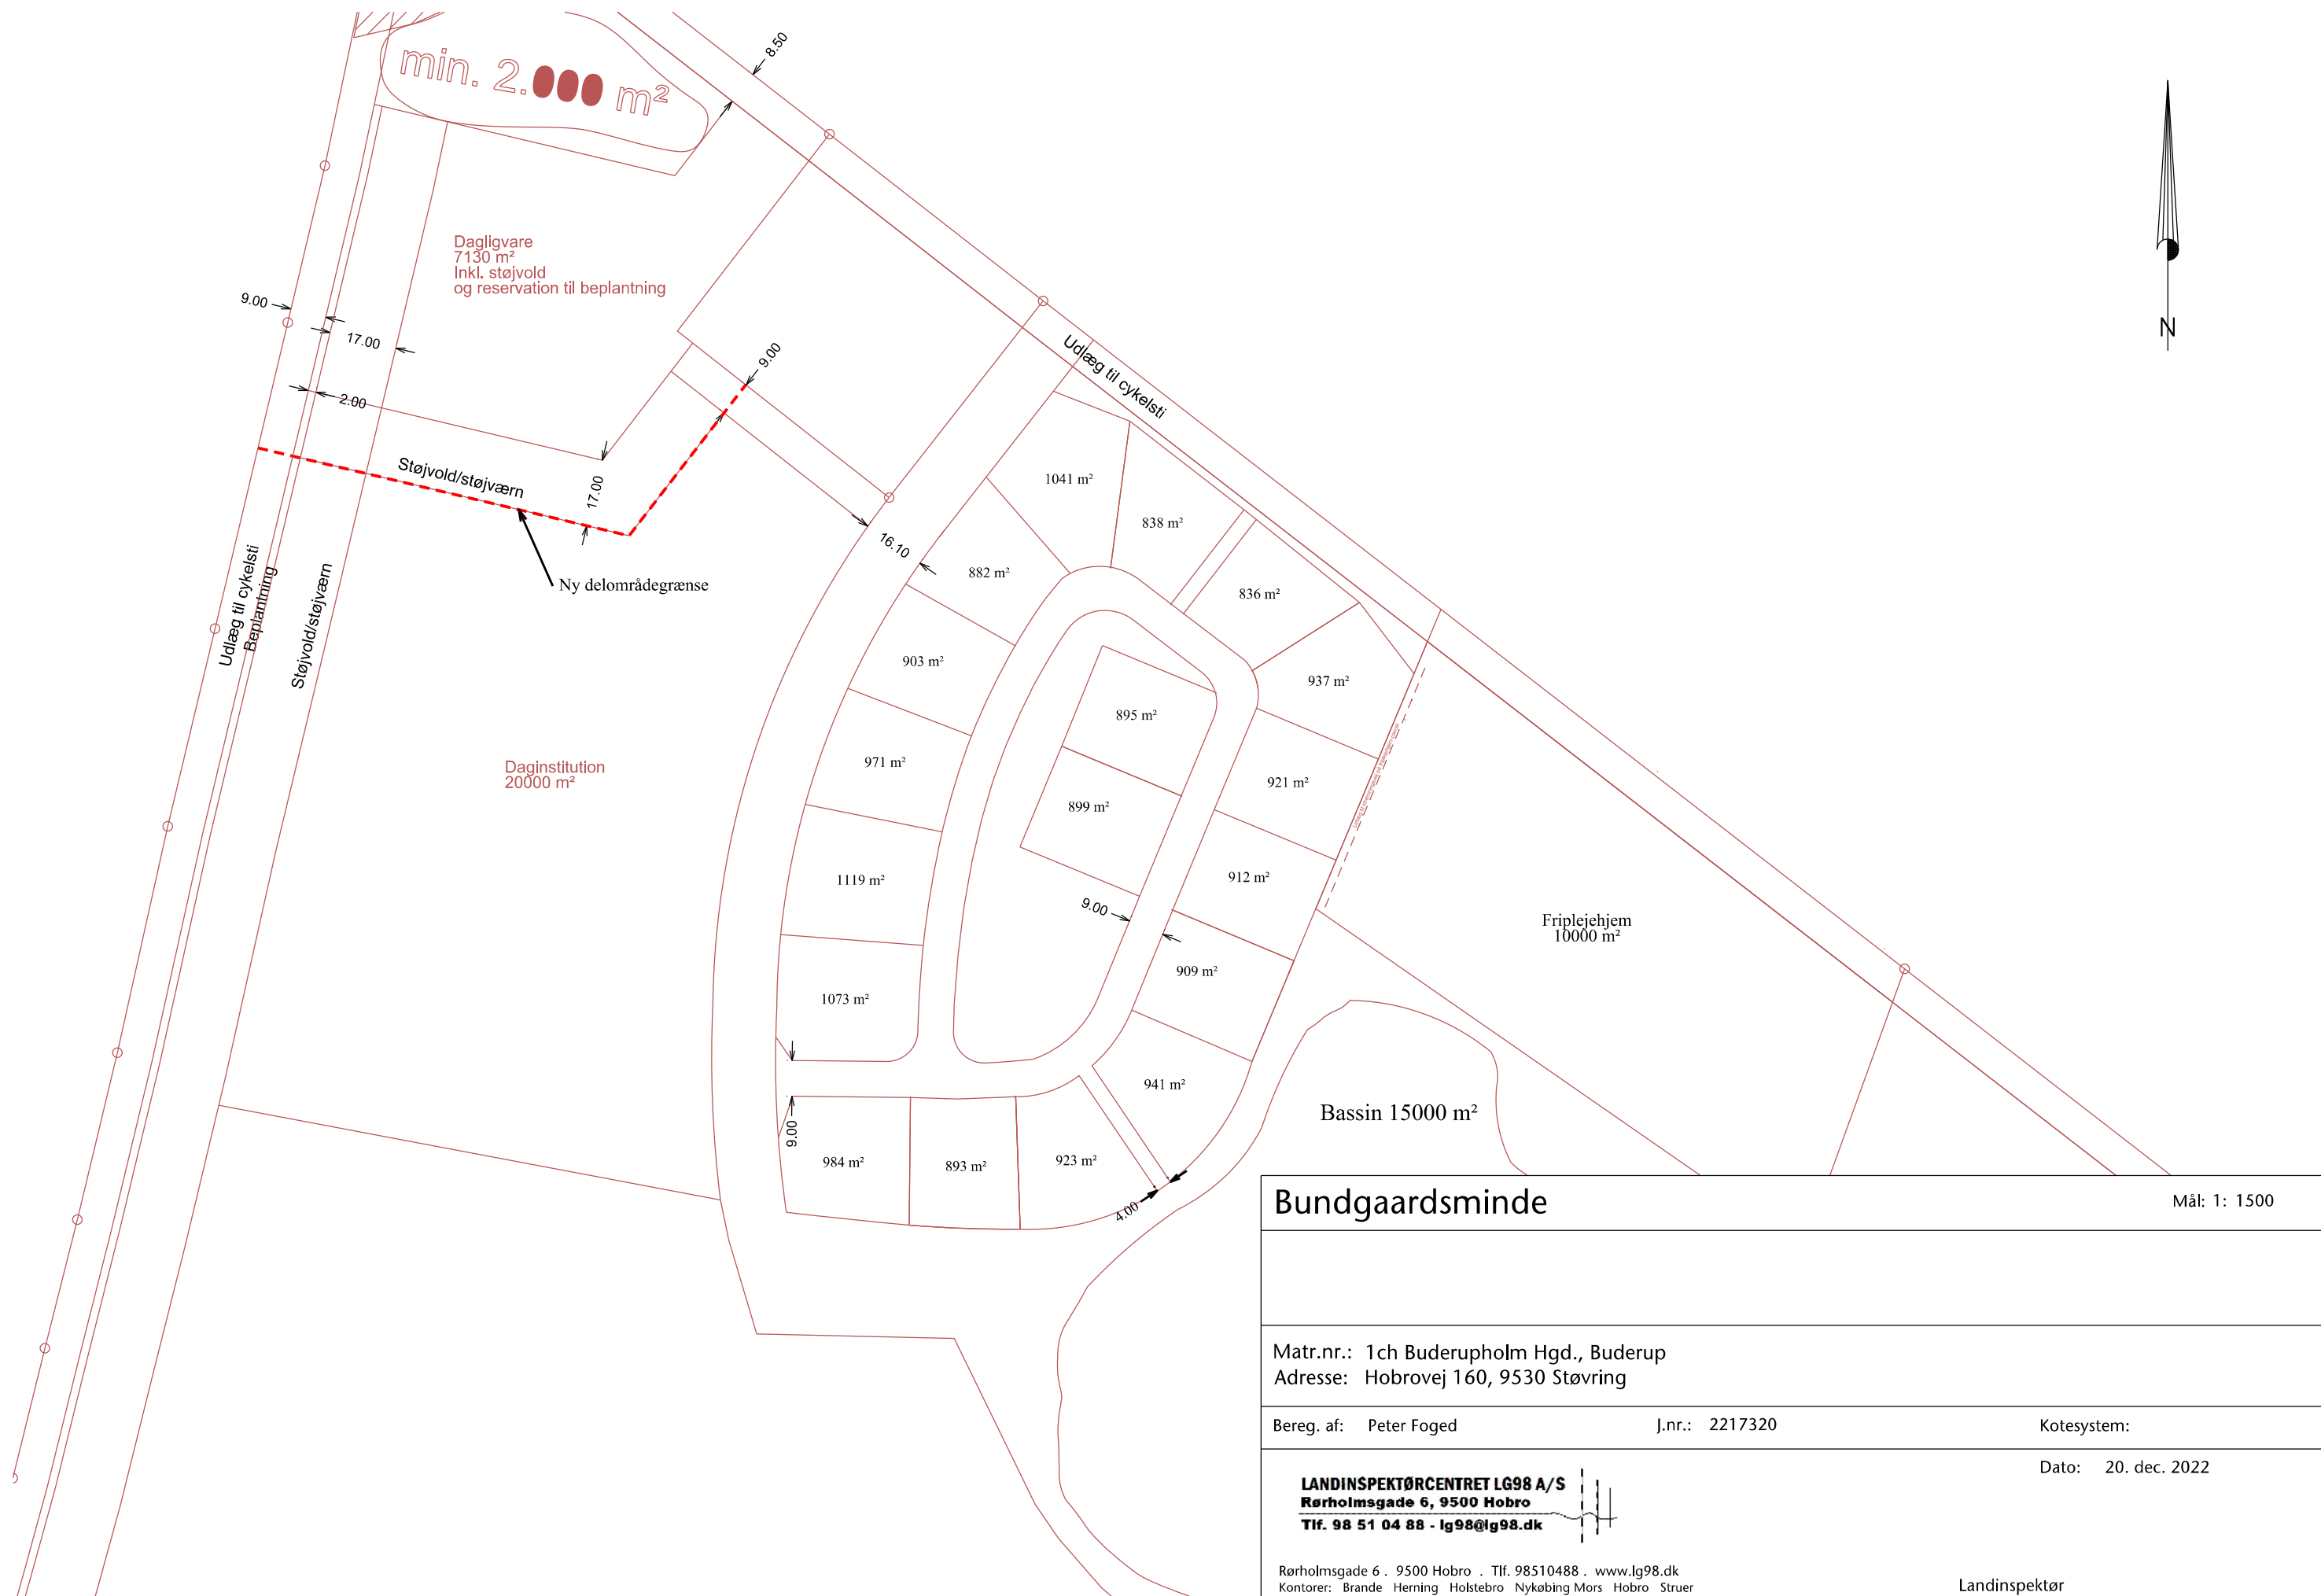 min. 2.000 m²
8.50
Dagligvare
7130 m²
Inkl. støjvold
og reservation til beplantning
9.00
17.00
2.00
9.00
N
Udlæg til cykelsti
Støjvold/støjværn
17.00
16.10
Ny delområdegrænse
Udlæg til cykelsti
Beplantning
Støjvold/støjværn
1041 m²
838 m²
882 m²
836 m²
903 m²
937 m²
895 m²
971 m²
921 m²
899 m²
1119 m²
912 m²
9.00
909 m²
1073 m²
941 m²
9.00
984 m²
893 m²
923 m²
4.00
Daginstitution
20000 m²
Friplejehjem
10000 m²
Bassin 15000 m²
Bundgaardsminde
Mål: 1: 1500
Matr.nr.: 1ch Buderupholm Hgd., Buderup
Adresse: Hobrovej 160, 9530 Støvring
Bereg. af: Peter Foged
J.nr.: 2217320
Kotesystem:
Dato: 20. dec. 2022
LANDINSPEKTØRCENTRET LG98 A/S
Rørholmsgade 6, 9500 Hobro
Tlf. 98 51 04 88 - lg98@lg98.dk
Rørholmsgade 6 . 9500 Hobro . Tlf. 98510488 . www.lg98.dk
Kontorer: Brande Herning Holstebro Nykøbing Mors Hobro Struer
Landinspektør